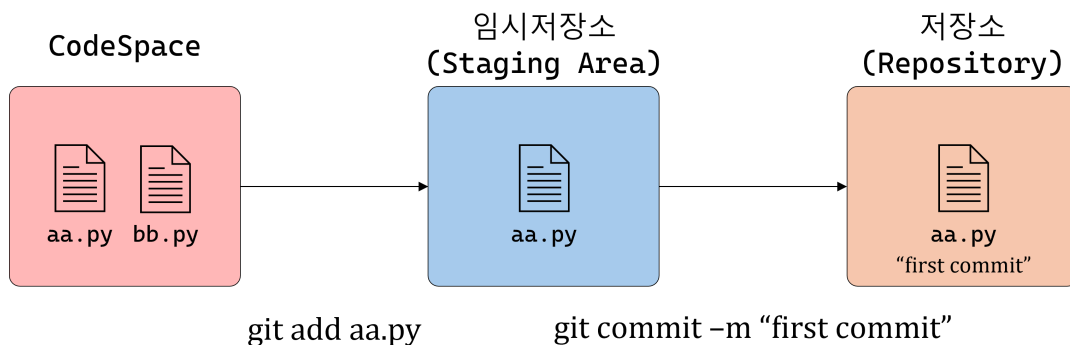 CodeSpace
임시저장소
(Staging Area)
저장소
(Repository)
aa.py
bb.py
aa.py
aa.py
“first commit”
git add aa.py
git commit –m “first commit”